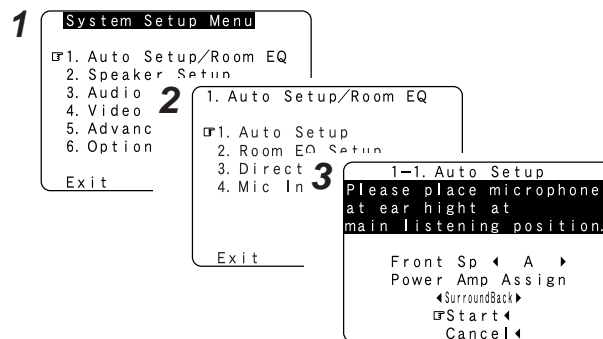 1
System Setup Menu
☞1. Auto Setup/Room EQ
2. Speaker Setup
3. Audio
4. Video
5. Advanc
6. Option
Exit
2
1. Auto Setup/Room EQ
☞1. Auto Setup
2. Room EQ Setup
3. Direct
4. Mic In
Exit
3
1-1. Auto Setup
Please place microphone
at ear hight at
main listening position.
Front Sp ◀ A ▶
Power Amp Assign
◀SurroundBack▶
☞Start◀
Cancel◀